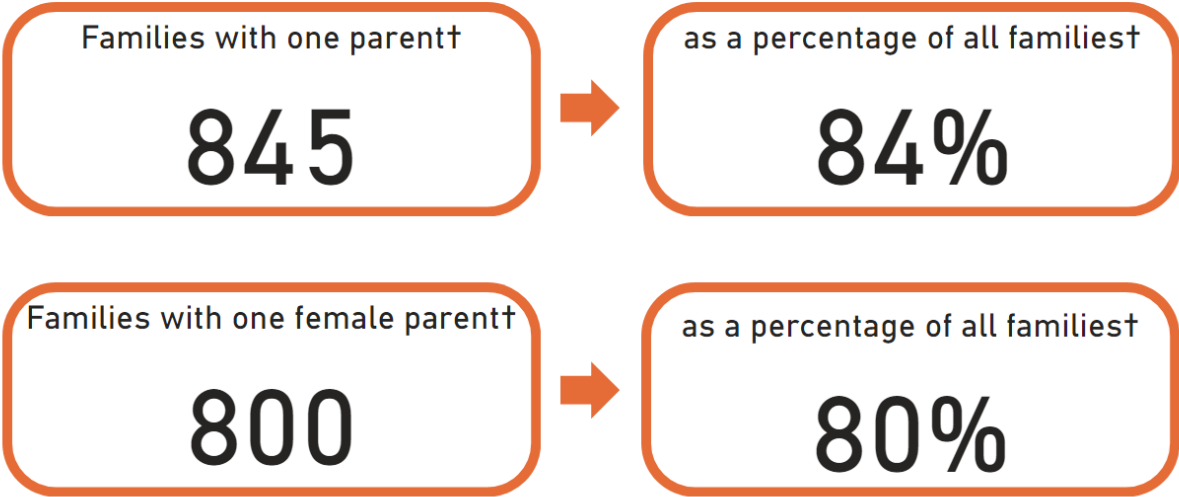 Families with one parent†
as a percentage of all families†
845
84%
Families with one female parent†
as a percentage of all families†
800
80%